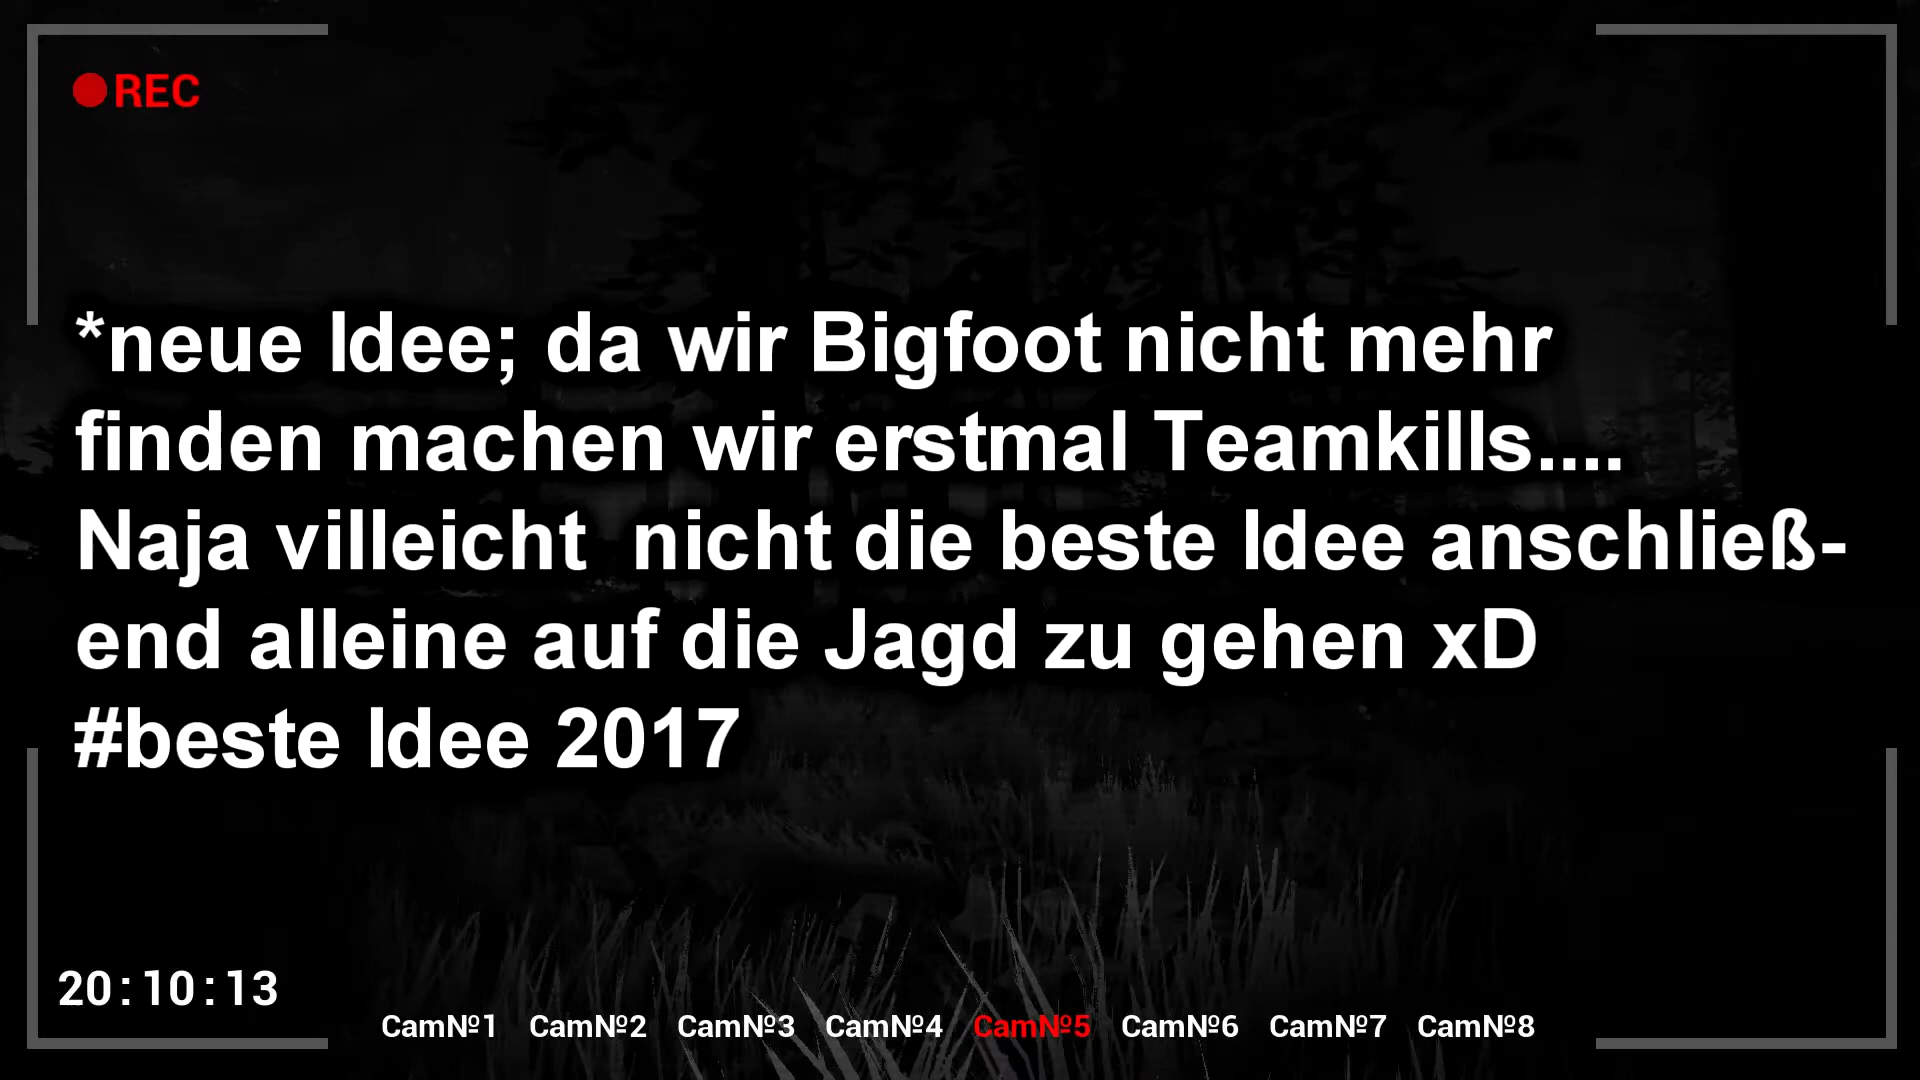 REC
*neue Idee; da wir Bigfoot nicht mehr
finden machen wir erstmal Teamkills....
Naja villeicht  nicht die beste Idee anschließ-
end alleine auf die Jagd zu gehen xD
#beste Idee 2017
20:10:13
CamNº1 CamNº2 CamNº3 CamNº4 CamNº5 CamNº6 CamNº7 CamNº8